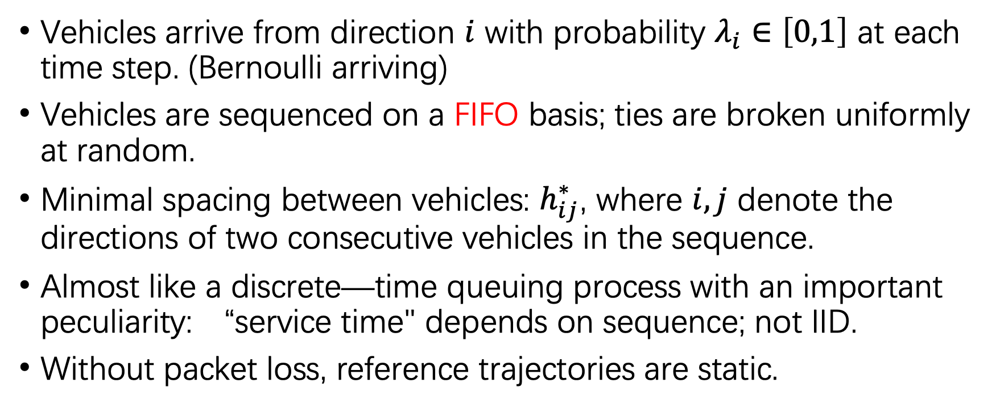 • Vehicles arrive from direction i with probability λᵢ ∈ [0,1] at each
time step. (Bernoulli arriving)
• Vehicles are sequenced on a FIFO basis; ties are broken uniformly
at random.
• Minimal spacing between vehicles: h*ᵢⱼ, where i, j denote the
directions of two consecutive vehicles in the sequence.
• Almost like a discrete—time queuing process with an important
peculiarity: “service time" depends on sequence; not IID.
• Without packet loss, reference trajectories are static.